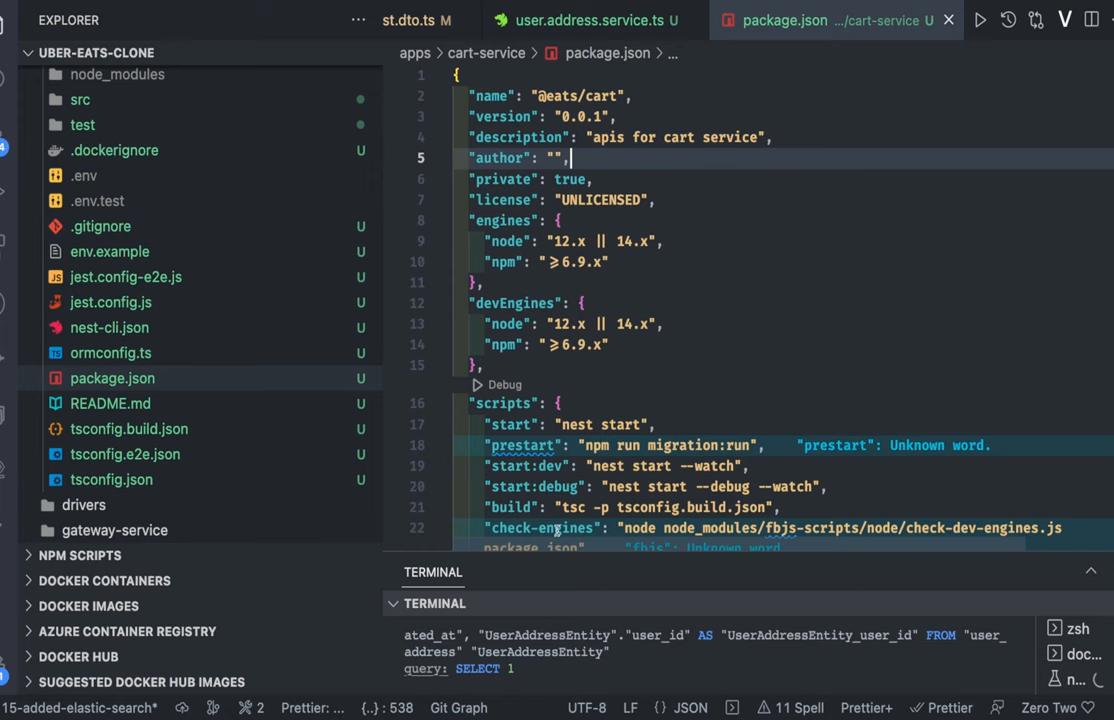 EXPLORER
st.dto.ts M
user.address.service.ts U
package.json .../cart-service U
UBER-EATS-CLONE
apps
cart-service
package.json
...
node_modules
src
test
.dockerignore U
.env
.env.test
.gitignore U
env.example U
jest.config-e2e.js U
jest.config.js U
nest-cli.json U
ormconfig.ts U
package.json U
README.md U
tsconfig.build.json U
tsconfig.e2e.json U
tsconfig.json U
drivers
gateway-service
NPM SCRIPTS
DOCKER CONTAINERS
DOCKER IMAGES
AZURE CONTAINER REGISTRY
DOCKER HUB
SUGGESTED DOCKER HUB IMAGES
1 {
2 "name": "@eats/cart",
3 "version": "0.0.1",
4 "description": "apis for cart service",
5 "author": "",
6 "private": true,
7 "license": "UNLICENSED",
8 "engines": {
9 "node": "12.x || 14.x",
10 "npm": "≥6.9.x"
11 },
12 "devEngines": {
13 "node": "12.x || 14.x",
14 "npm": "≥6.9.x"
15 },
Debug
16 "scripts": {
17 "start": "nest start",
18 "prestart": "npm run migration:run", "prestart": Unknown word.
19 "start:dev": "nest start --watch",
20 "start:debug": "nest start --debug --watch",
21 "build": "tsc -p tsconfig.build.json",
22 "check-engines": "node node_modules/fbjs-scripts/node/check-dev-engines.js
package.json" "fbjs": Unknown word.
TERMINAL
TERMINAL
ated_at", "UserAddressEntity"."user_id" AS "UserAddressEntity_user_id" FROM "user_
address" "UserAddressEntity"
query: SELECT 1
zsh
doc...
n...
15-added-elastic-search*
2
Prettier: ...
{..} : 538
Git Graph
UTF-8
LF
{} JSON
11 Spell
Prettier+
Prettier
Zero Two
4